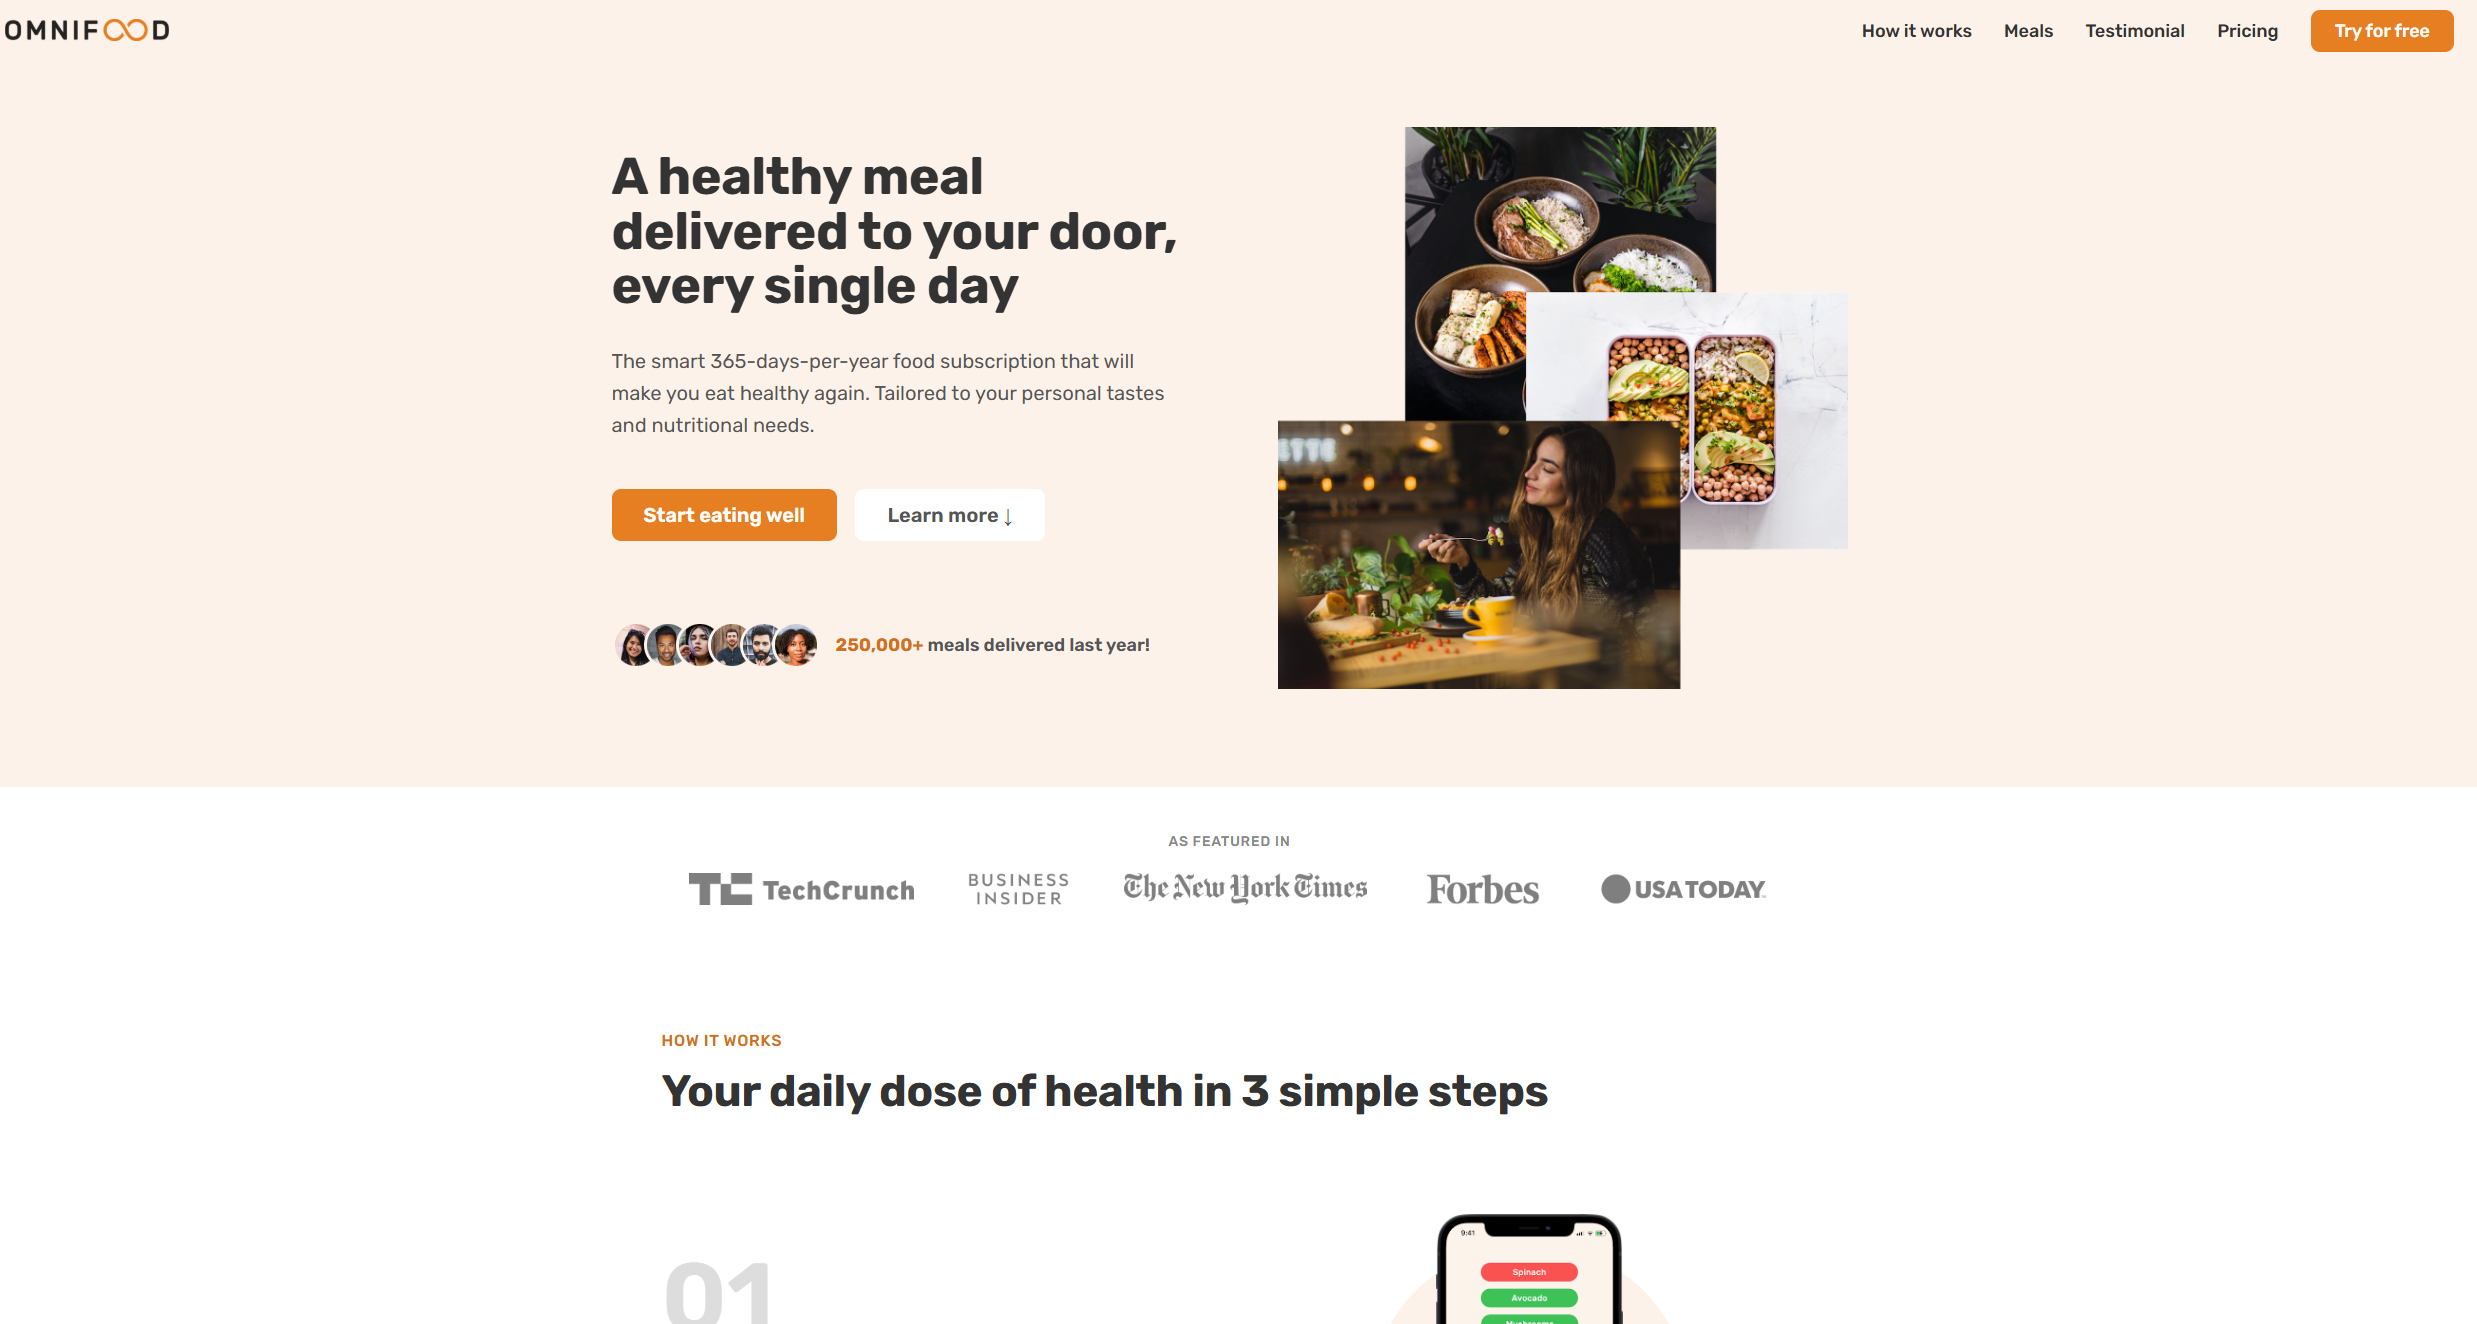 OMNIFOOD
How it works
Meals
Testimonial
Pricing
Try for free
A healthy meal
delivered to your door,
every single day
The smart 365-days-per-year food subscription that will
make you eat healthy again. Tailored to your personal tastes
and nutritional needs.
Start eating well
Learn more ↓
250,000+ meals delivered last year!
AS FEATURED IN
TC TechCrunch
BUSINESS
INSIDER
The New York Times
Forbes
USA TODAY
HOW IT WORKS
Your daily dose of health in 3 simple steps
01
9:41
Spinach
Avocado
Mushrooms